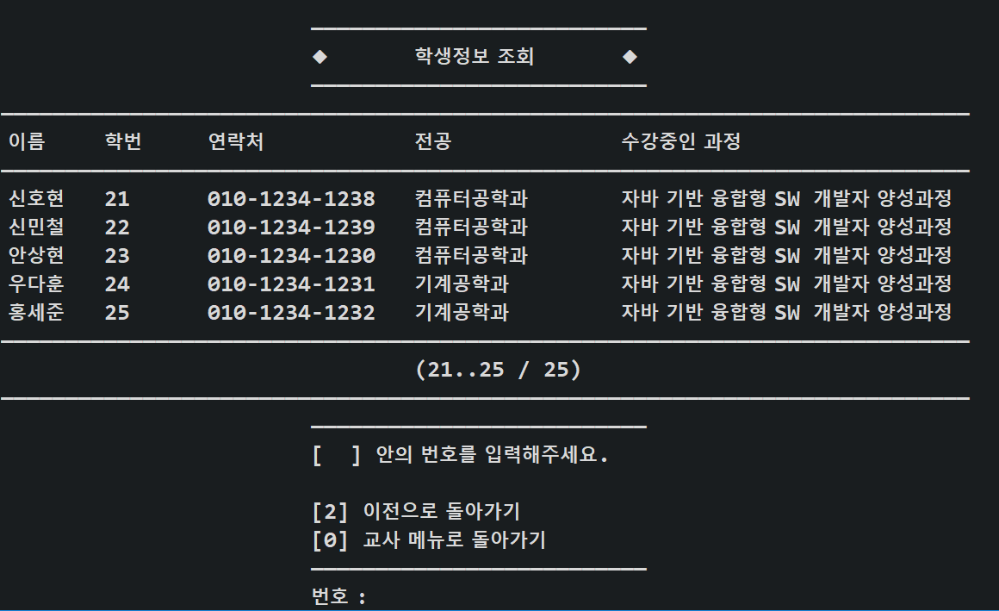 ◆ 학생정보 조회 ◆
이름 학번 연락처 전공 수강중인 과정
신호현 21 010-1234-1238 컴퓨터공학과 자바 기반 융합형 SW 개발자 양성과정
신민철 22 010-1234-1239 컴퓨터공학과 자바 기반 융합형 SW 개발자 양성과정
안상현 23 010-1234-1230 컴퓨터공학과 자바 기반 융합형 SW 개발자 양성과정
우다훈 24 010-1234-1231 기계공학과 자바 기반 융합형 SW 개발자 양성과정
홍세준 25 010-1234-1232 기계공학과 자바 기반 융합형 SW 개발자 양성과정
(21..25 / 25)
[ ] 안의 번호를 입력해주세요.
[2] 이전으로 돌아가기
[0] 교사 메뉴로 돌아가기
번호 :